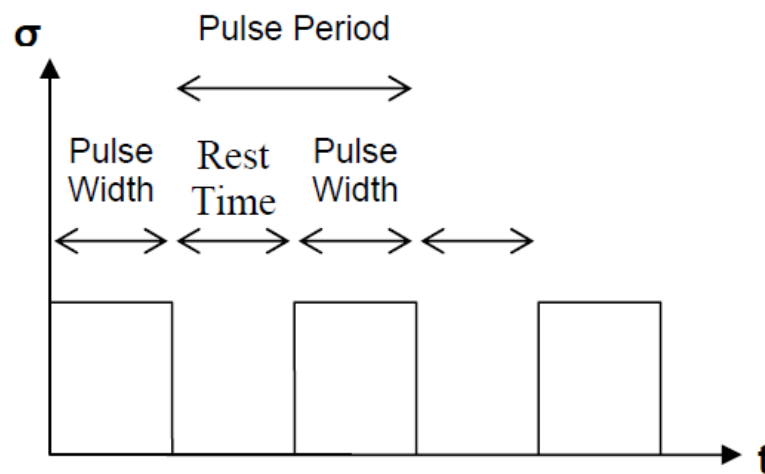 Pulse Period
σ
Pulse
Width
Rest
Time
Pulse
Width
t